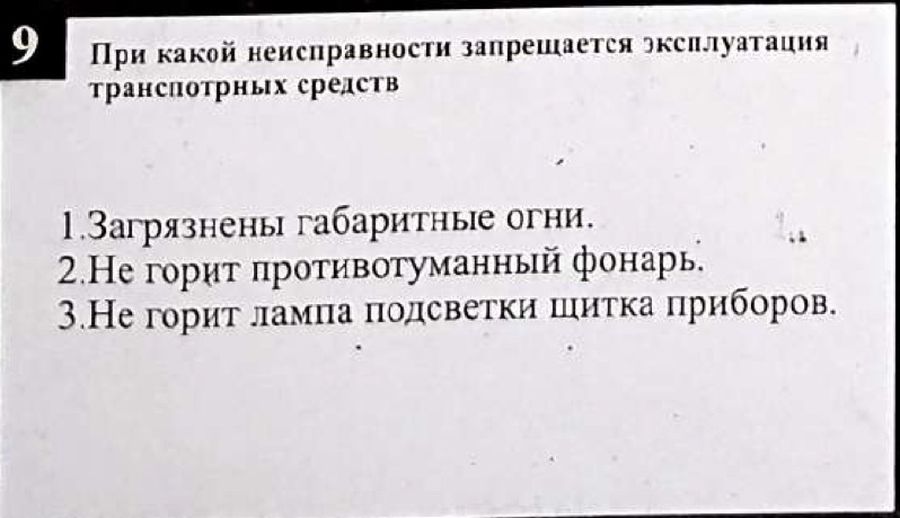 9
При какой неисправности запрещается эксплуатация
транспотрных средств
1.Загрязнены габаритные огни.
2.Не горит противотуманный фонарь.
3.Не горит лампа подсветки щитка приборов.